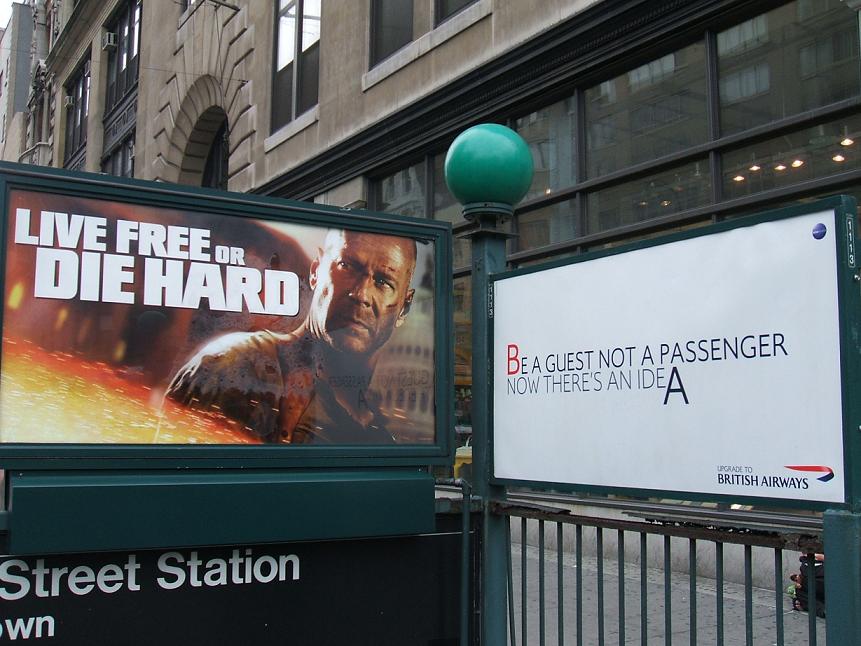 LIVE FREE OR
DIE HARD
BE A GUEST NOT A PASSENGER
NOW THERE'S AN IDEA
UPGRADE TO
BRITISH AIRWAYS
1113
Street Station
own